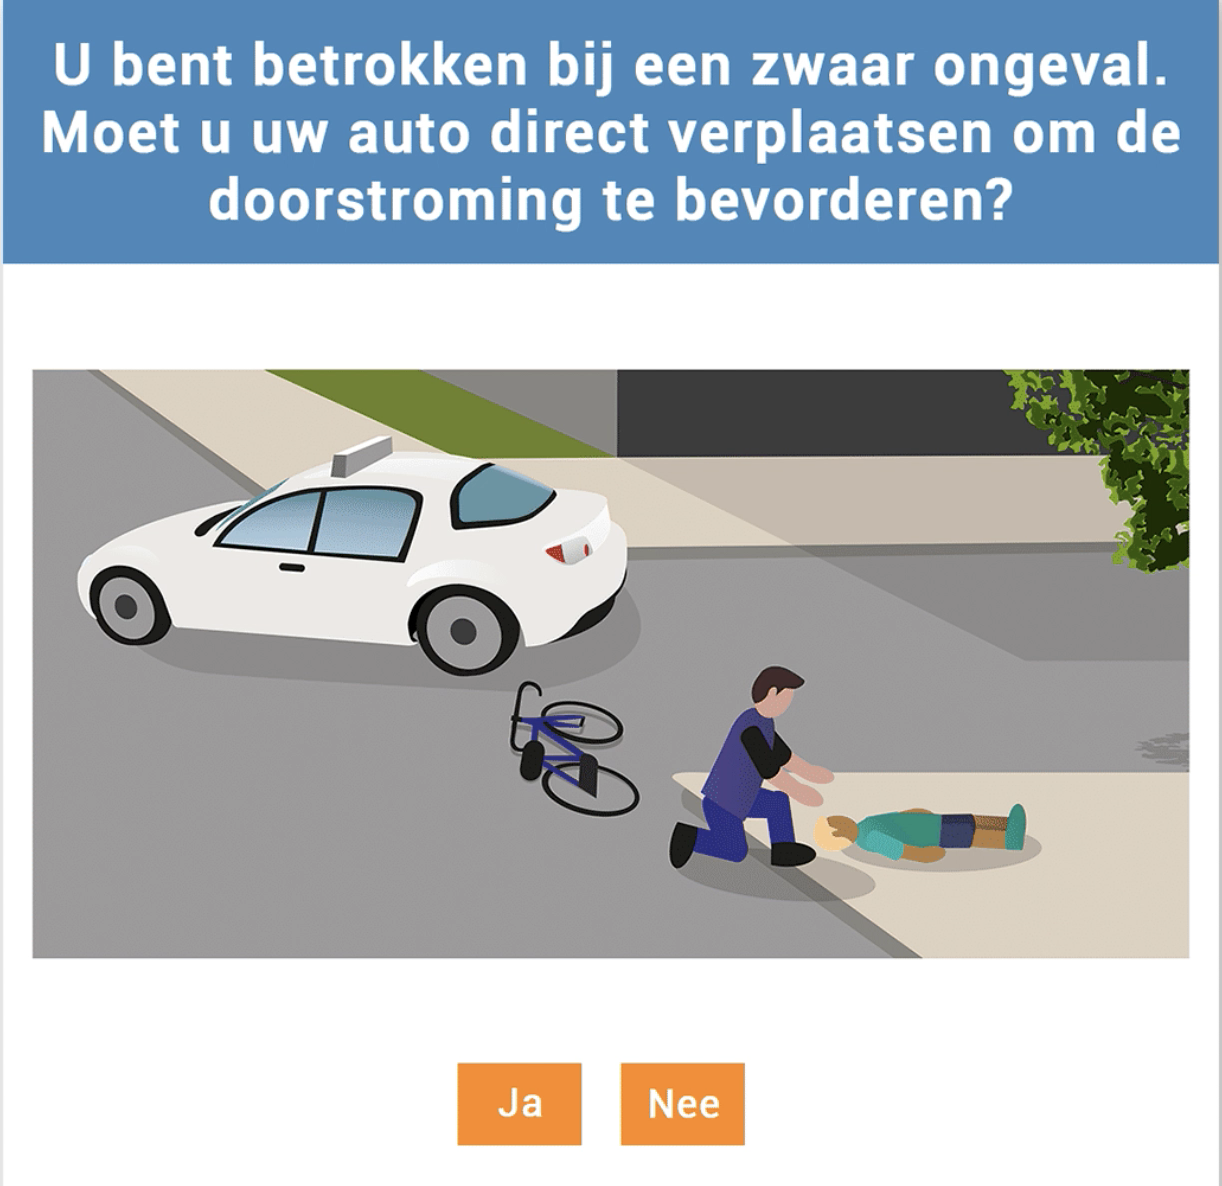 U bent betrokken bij een zwaar ongeval.
Moet u uw auto direct verplaatsen om de
doorstroming te bevorderen?
Ja
Nee